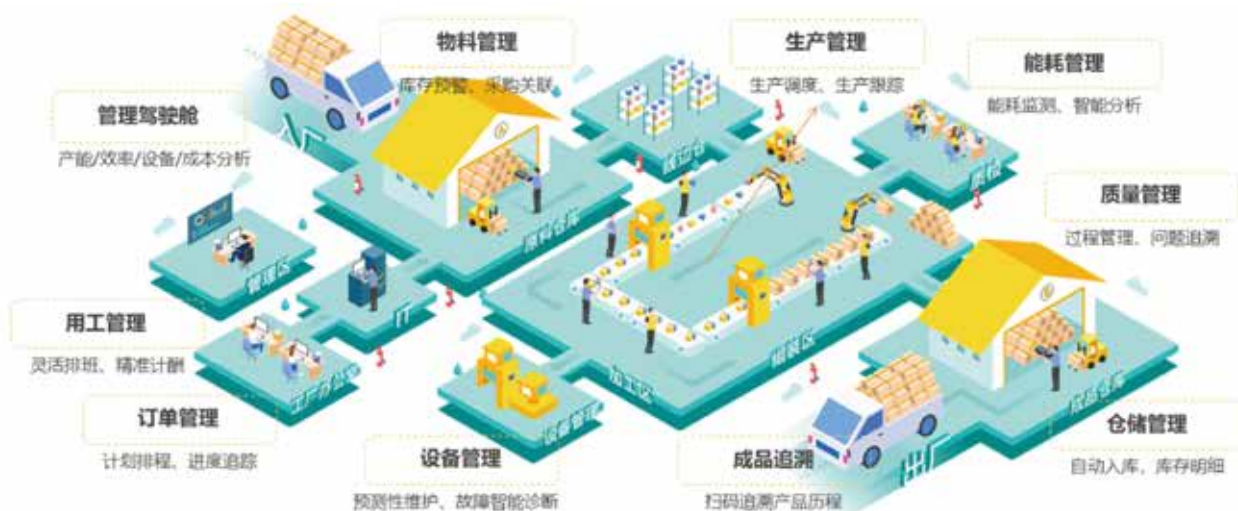 物料管理
库存预警、采购关联
生产管理
生产调度、生产跟踪
能耗管理
能耗监测、智能分析
管理驾驶舱
产能/效率/设备/成本分析
质量管理
过程管理、问题追溯
用工管理
灵活排班、精准计酬
订单管理
计划排程、进度追踪
设备管理
预测性维护、故障智能诊断
成品追溯
扫码追溯产品历程
仓储管理
自动入库，库存明细
入厂
原料仓库
线边仓
质检
管理区
IT
工厂办公室
设备管理
加工区
组装区
成品仓库
出厂